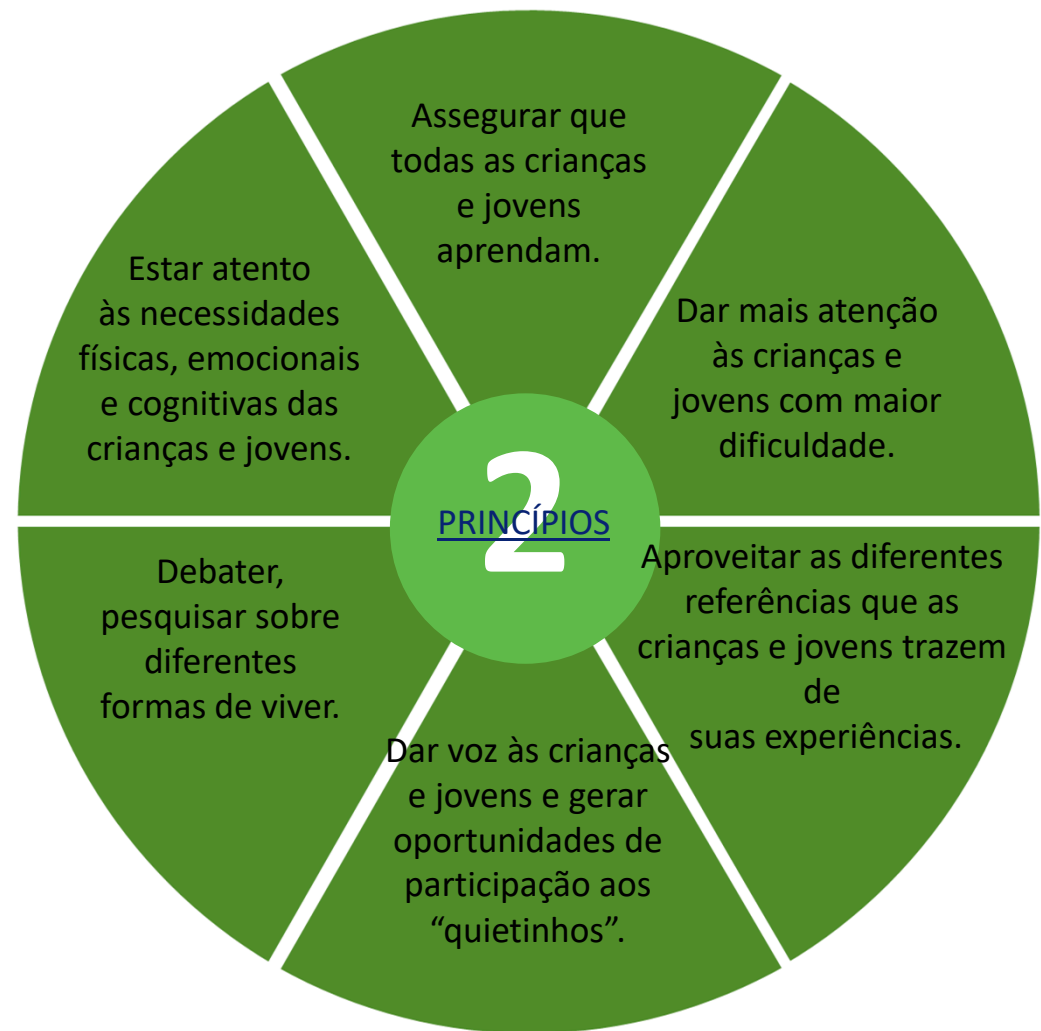 Assegurar que
todas as crianças
e jovens
aprendam.
Dar mais atenção
às crianças e
jovens com maior
dificuldade.
Aproveitar as diferentes
referências que as
crianças e jovens trazem
de
suas experiências.
Dar voz às crianças
e jovens e gerar
oportunidades de
participação aos
“quietinhos”.
Debater,
pesquisar sobre
diferentes
formas de viver.
Estar atento
às necessidades
físicas, emocionais
e cognitivas das
crianças e jovens.
2
PRINCÍPIOS